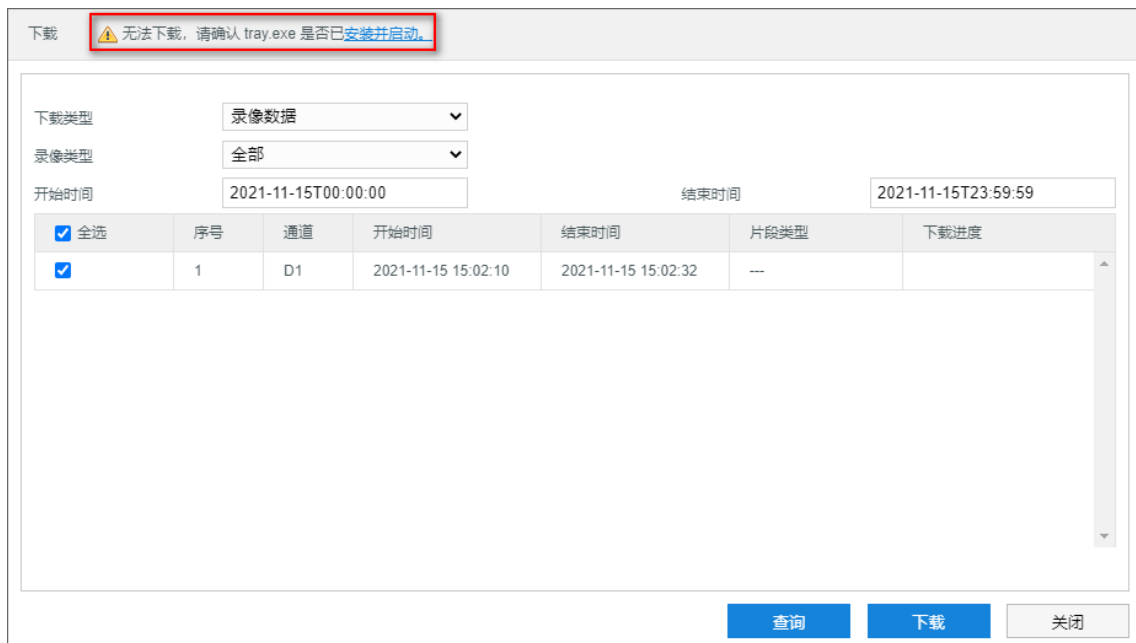 下载 无法下载，请确认 tray.exe 是否已安装并启动。
下载类型 录像数据
录像类型 全部
开始时间 2021-11-15T00:00:00 结束时间 2021-11-15T23:59:59
全选 序号 通道 开始时间 结束时间 片段类型 下载进度
1 D1 2021-11-15 15:02:10 2021-11-15 15:02:32 ---
查询 下载 关闭